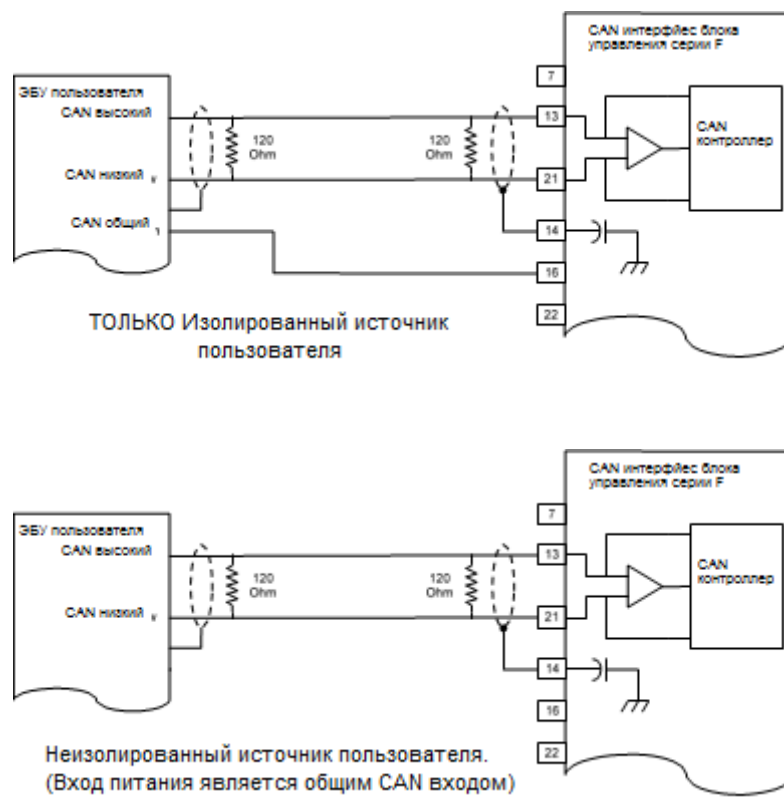 CAN интерфйес блока
управления серии F
7
ЭБУ пользователя
CAN высокий
13
120
Ohm
120
Ohm
CAN
контроллер
CAN низкий
21
CAN общий
14
16
22
ТОЛЬКО Изолированный источник
пользователя
CAN интерфйес блока
управления серии F
7
ЭБУ пользователя
CAN высокий
13
120
Ohm
120
Ohm
CAN
контроллер
CAN низкий
21
14
16
22
Неизолированный источник пользователя.
(Вход питания является общим CAN входом)